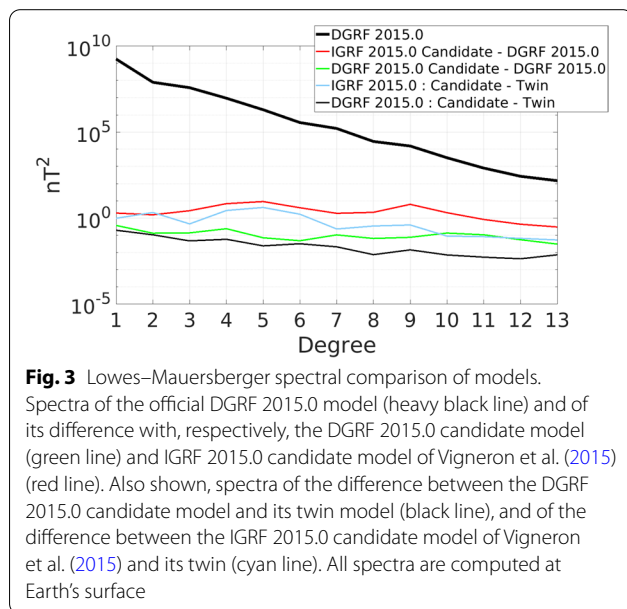 DGRF 2015.0
IGRF 2015.0 Candidate - DGRF 2015.0
DGRF 2015.0 Candidate - DGRF 2015.0
IGRF 2015.0 : Candidate - Twin
DGRF 2015.0 : Candidate - Twin
10^10
10^5
10^0
10^-5
nT^2
1 2 3 4 5 6 7 8 9 10 11 12 13
Degree
Fig. 3 Lowes–Mauersberger spectral comparison of models.
Spectra of the official DGRF 2015.0 model (heavy black line) and of
its difference with, respectively, the DGRF 2015.0 candidate model
(green line) and IGRF 2015.0 candidate model of Vigneron et al. (2015)
(red line). Also shown, spectra of the difference between the DGRF
2015.0 candidate model and its twin model (black line), and of the
difference between the IGRF 2015.0 candidate model of Vigneron
et al. (2015) and its twin (cyan line). All spectra are computed at
Earth's surface